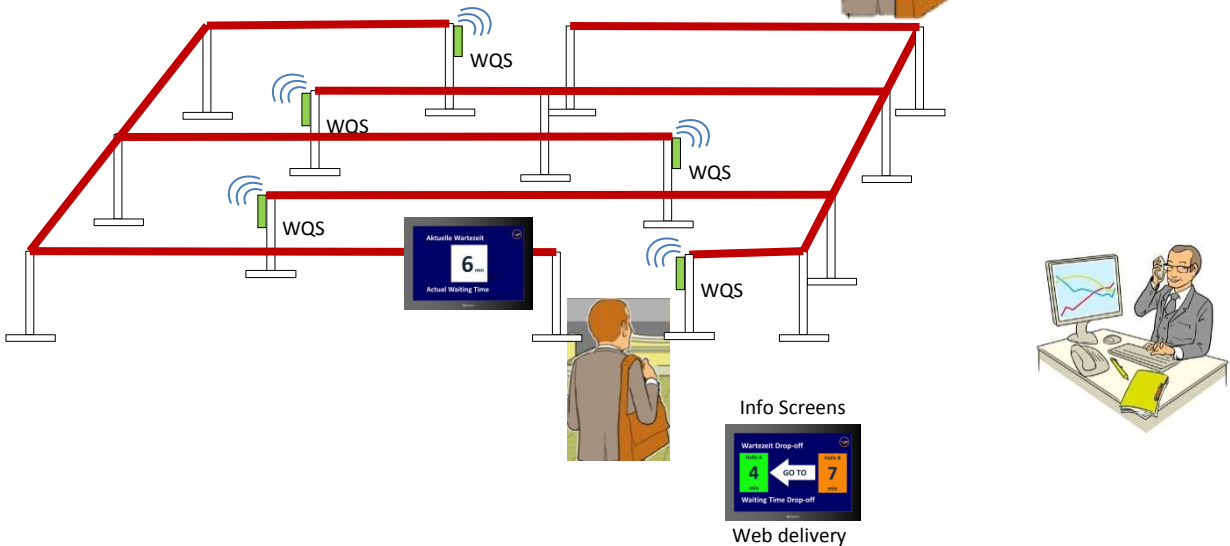 WQS
WQS
WQS
WQS
Aktuelle Wartezeit
6 min
Actual Waiting Time
WQS
Info Screens
Wartezeit Drop-off
Halle A
Halle B
4
GO TO
7
min
min
Waiting Time Drop-off
Web delivery